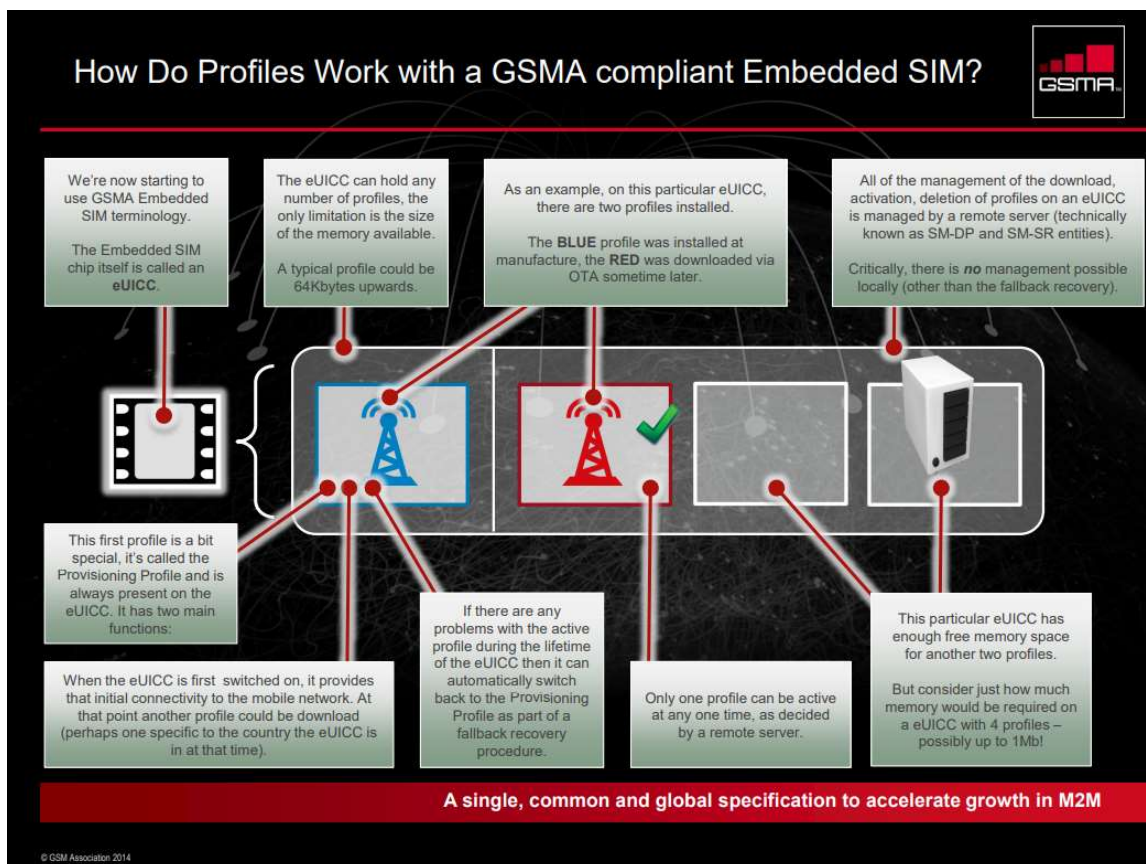 How Do Profiles Work with a GSMA compliant Embedded SIM?
GSMA
We're now starting to
use GSMA Embedded
SIM terminology.
The Embedded SIM
chip itself is called an
eUICC.
The eUICC can hold any
number of profiles, the
only limitation is the size
of the memory available.
A typical profile could be
64Kbytes upwards.
As an example, on this particular eUICC,
there are two profiles installed.
The BLUE profile was installed at
manufacture, the RED was downloaded via
OTA sometime later.
All of the management of the download,
activation, deletion of profiles on an eUICC
is managed by a remote server (technically
known as SM-DP and SM-SR entities).
Critically, there is no management possible
locally (other than the fallback recovery).
This first profile is a bit
special, it's called the
Provisioning Profile and is
always present on the
eUICC. It has two main
functions:
When the eUICC is first switched on, it provides
that initial connectivity to the mobile network. At
that point another profile could be download
(perhaps one specific to the country the eUICC is
in at that time).
If there are any
problems with the active
profile during the lifetime
of the eUICC then it can
automatically switch
back to the Provisioning
Profile as part of a
fallback recovery
procedure.
Only one profile can be active
at any one time, as decided
by a remote server.
This particular eUICC has
enough free memory space
for another two profiles.
But consider just how much
memory would be required on
a eUICC with 4 profiles –
possibly up to 1Mb!
A single, common and global specification to accelerate growth in M2M
© GSM Association 2014